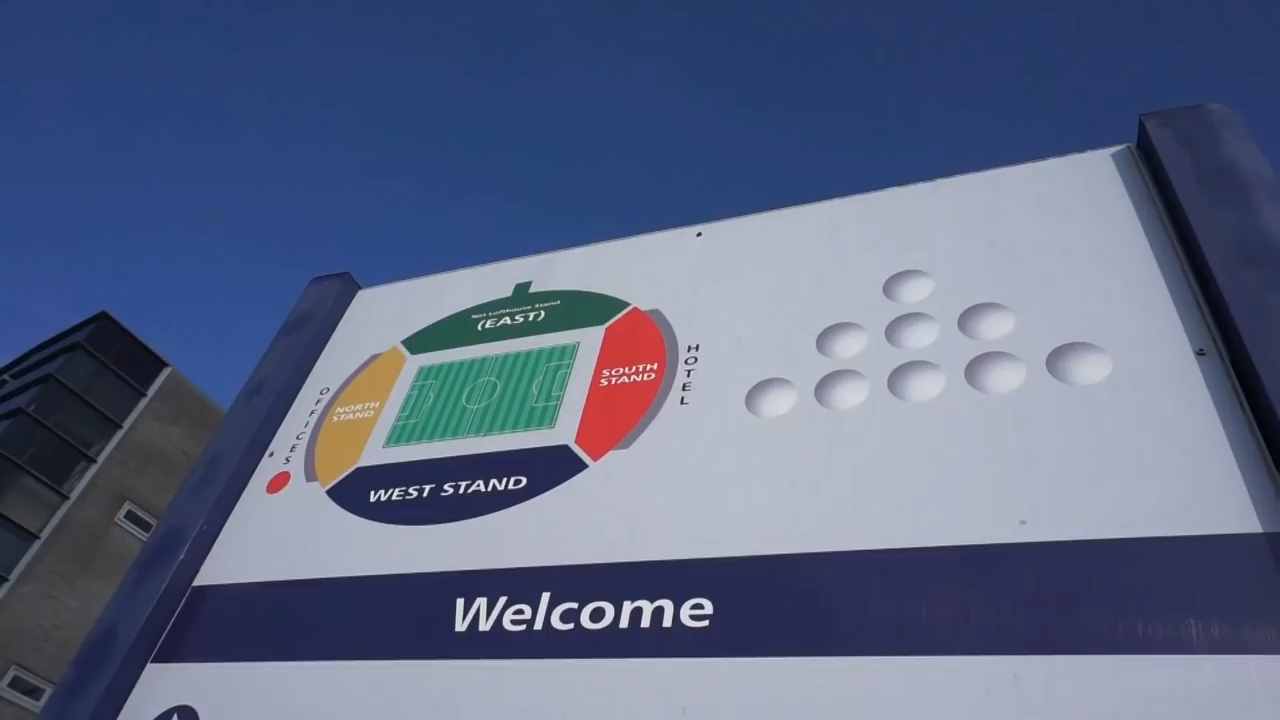 Nat Lofthouse Stand
(EAST)
SOUTH
STAND
HOTEL
NORTH
STAND
OFFICES
WEST STAND
Welcome